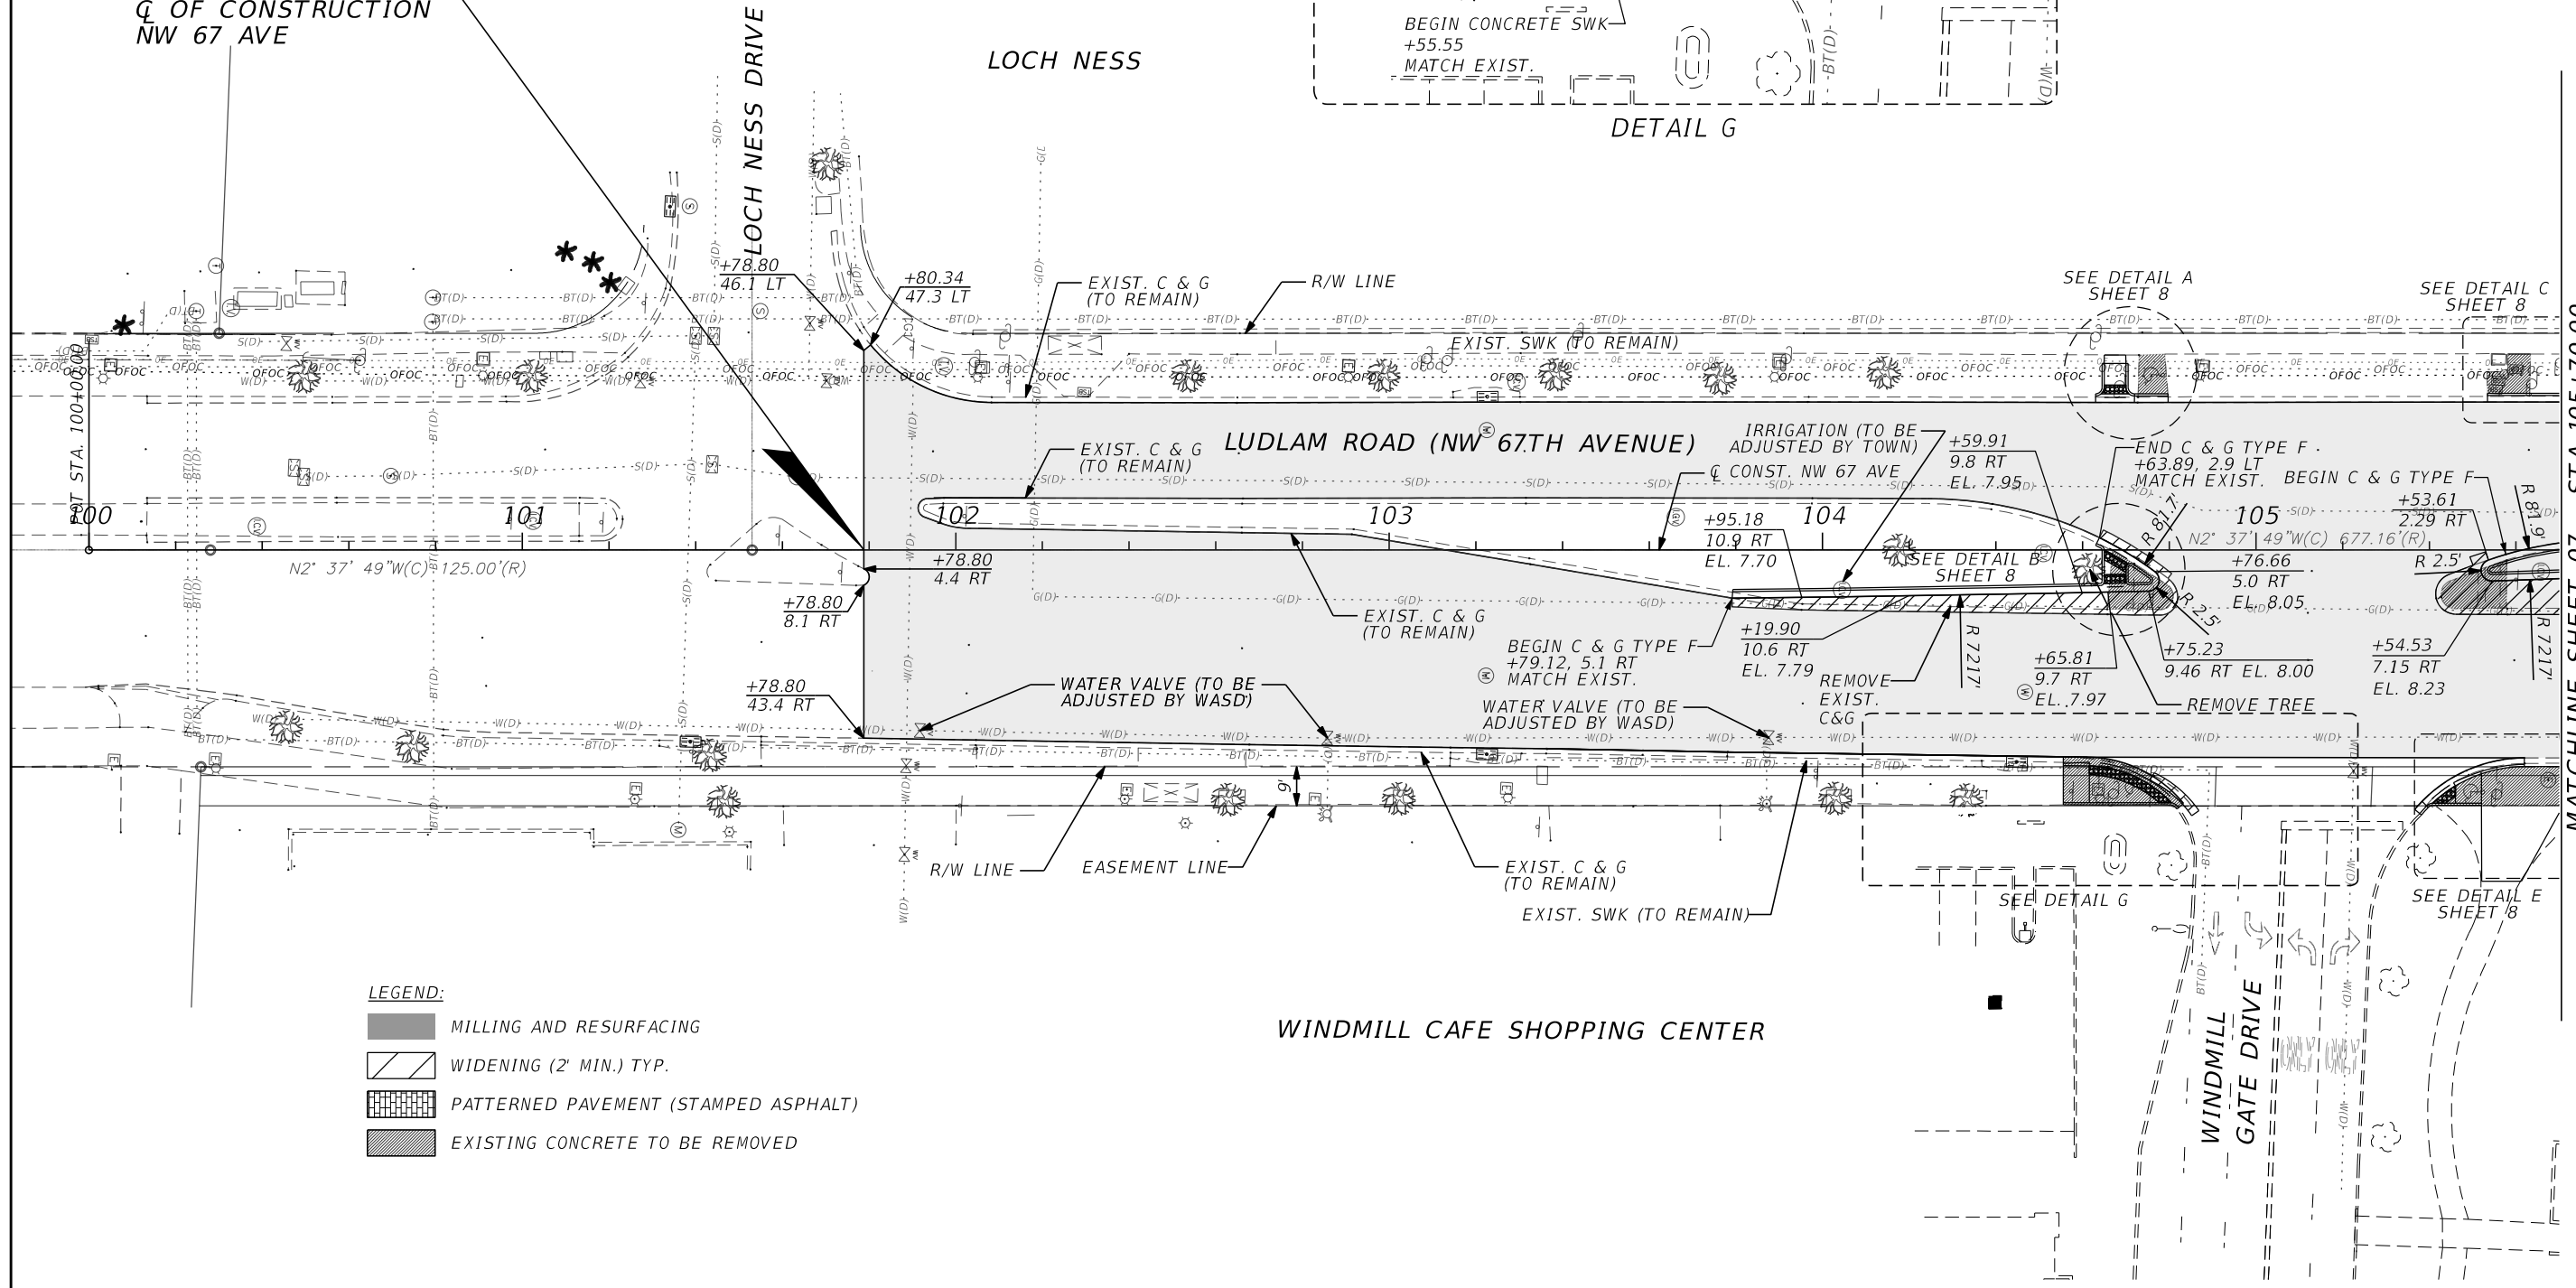 ℄ OF CONSTRUCTION
NW 67 AVE
LOCH NESS DRIVE
LOCH NESS
BEGIN CONCRETE SWK
+55.55
MATCH EXIST.
DETAIL G
POT STA. 100+00.00
+78.80
46.1 LT
+80.34
47.3 LT
EXIST. C & G
(TO REMAIN)
R/W LINE
EXIST. SWK (TO REMAIN)
SEE DETAIL A
SHEET 8
SEE DETAIL C
SHEET 8
LUDLAM ROAD (NW 67TH AVENUE)
EXIST. C & G
(TO REMAIN)
IRRIGATION (TO BE
ADJUSTED BY TOWN)
℄ CONST. NW 67 AVE
+59.91
9.8 RT
EL. 7.95
END C & G TYPE F
+63.89, 2.9 LT
MATCH EXIST.
BEGIN C & G TYPE F
+53.61
2.29 RT
R 81.7'
R 81.9'
100
101
102
103
104
105
N2° 37' 49"W(C) 125.00'(R)
N2° 37' 49"W(C) 677.16'(R)
+95.18
10.9 RT
EL. 7.70
SEE DETAIL B
SHEET 8
+76.66
5.0 RT
EL. 8.05
R 2.5'
R 2.5'
+78.80
4.4 RT
+78.80
8.1 RT
EXIST. C & G
(TO REMAIN)
BEGIN C & G TYPE F
+79.12, 5.1 RT
MATCH EXIST.
+19.90
10.6 RT
EL. 7.79
REMOVE
EXIST.
C&G
R 7217'
+65.81
9.7 RT
EL. 7.97
+75.23
9.46 RT EL. 8.00
REMOVE TREE
+54.53
7.15 RT
EL. 8.23
R 7217'
+78.80
43.4 RT
WATER VALVE (TO BE
ADJUSTED BY WASD)
WATER VALVE (TO BE
ADJUSTED BY WASD)
R/W LINE
EASEMENT LINE
9'
EXIST. C & G
(TO REMAIN)
EXIST. SWK (TO REMAIN)
SEE DETAIL G
SEE DETAIL E
SHEET 8
LEGEND:
MILLING AND RESURFACING
WIDENING (2' MIN.) TYP.
PATTERNED PAVEMENT (STAMPED ASPHALT)
EXISTING CONCRETE TO BE REMOVED
WINDMILL CAFE SHOPPING CENTER
WINDMILL
GATE DRIVE